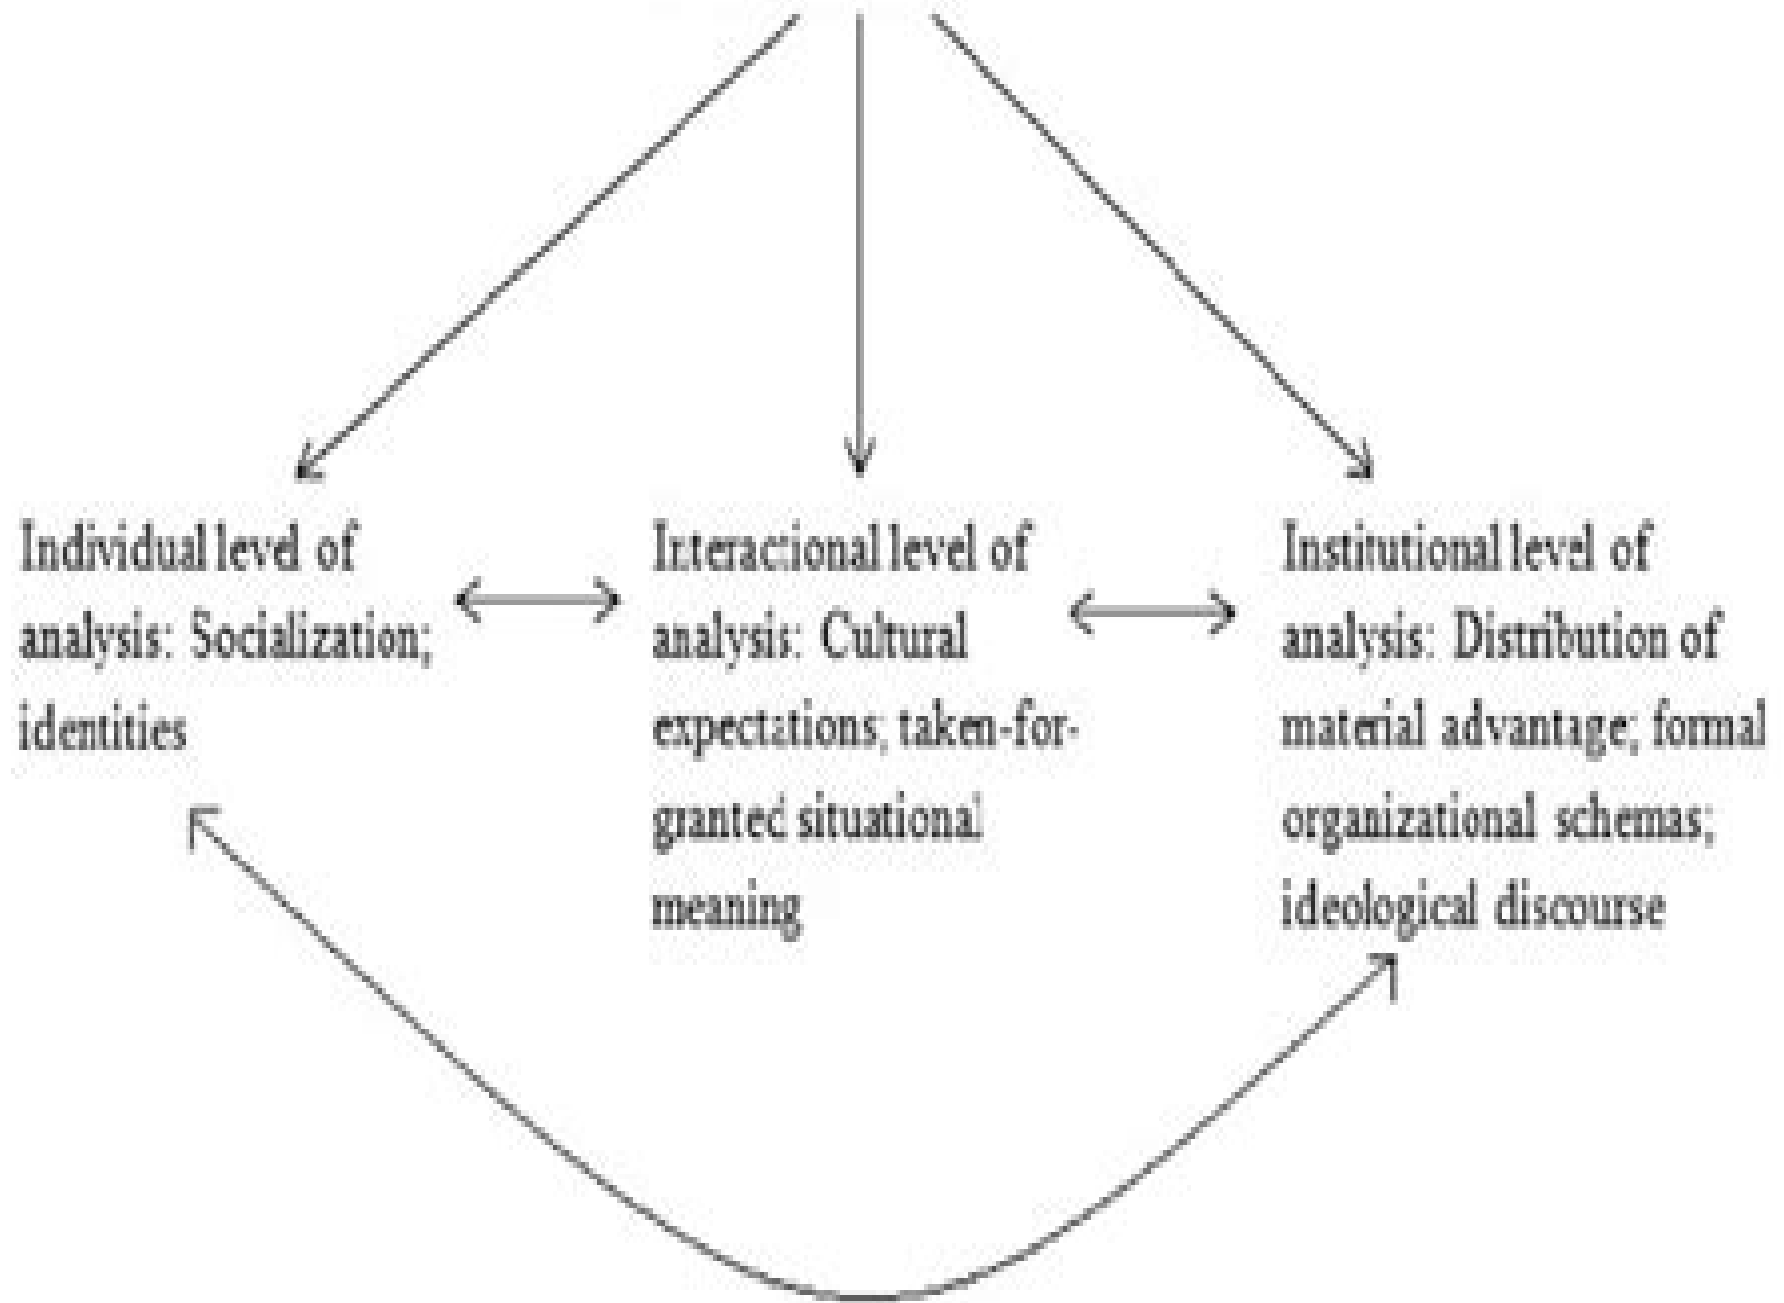 Individual level of
analysis: Socialization;
identities
Interactional level of
analysis: Cultural
expectations; taken-for-
granted situational
meaning
Institutional level of
analysis: Distribution of
material advantage; formal
organizational schemas;
ideological discourse